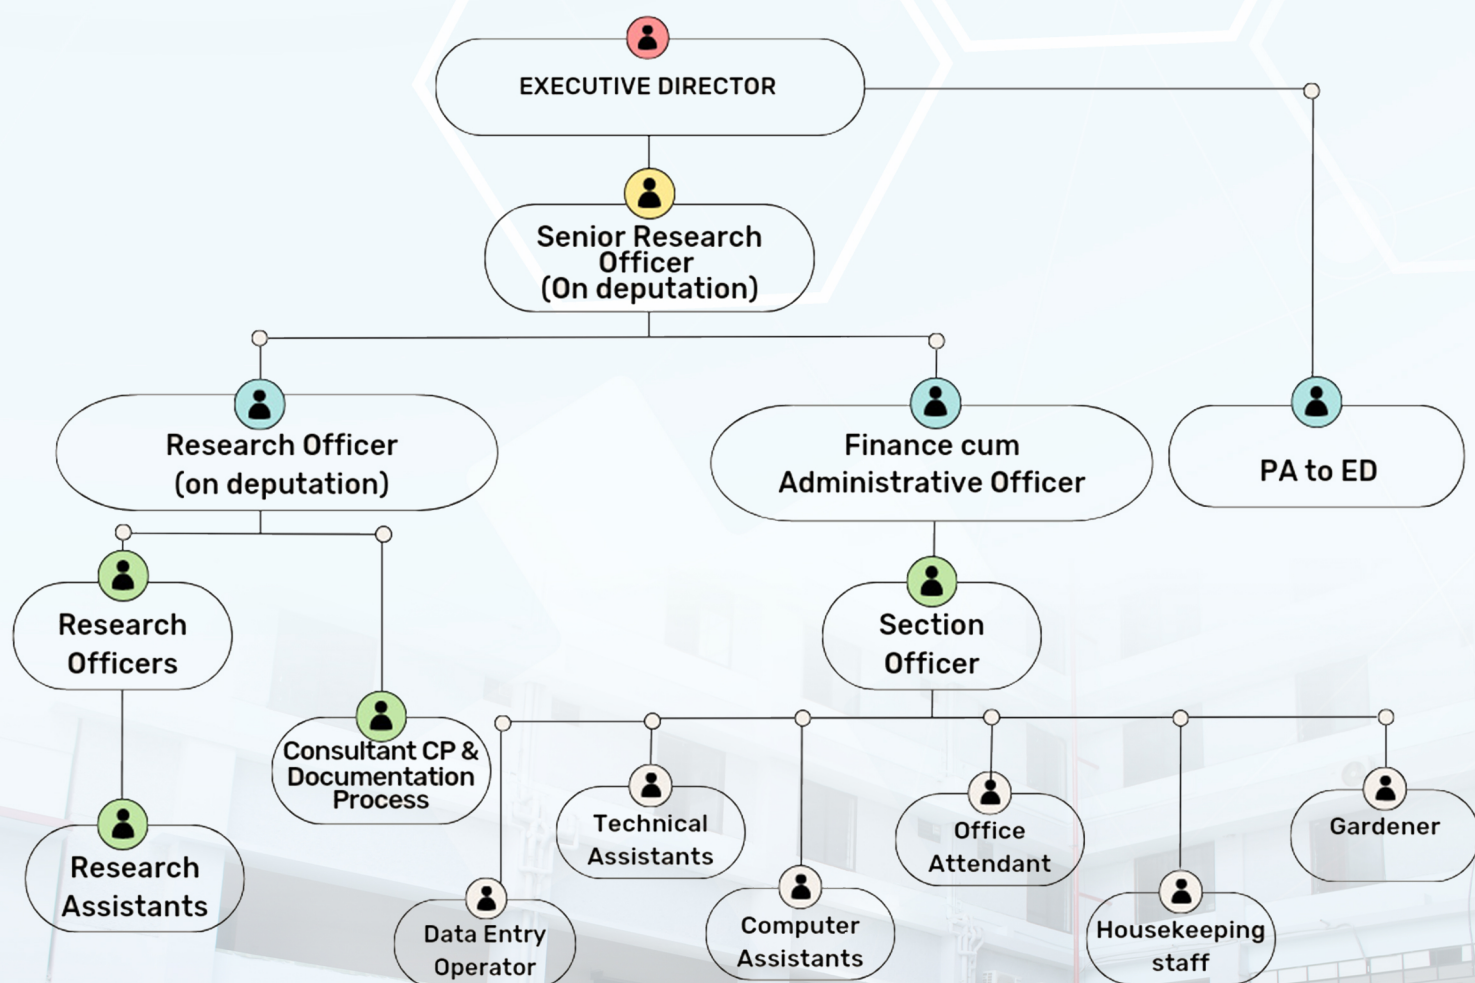 EXECUTIVE DIRECTOR
Senior Research
Officer
(On deputation)
Research Officer
(on deputation)
Finance cum
Administrative Officer
PA to ED
Research
Officers
Section
Officer
Consultant CP &
Documentation
Process
Research
Assistants
Data Entry
Operator
Technical
Assistants
Computer
Assistants
Office
Attendant
Housekeeping
staff
Gardener